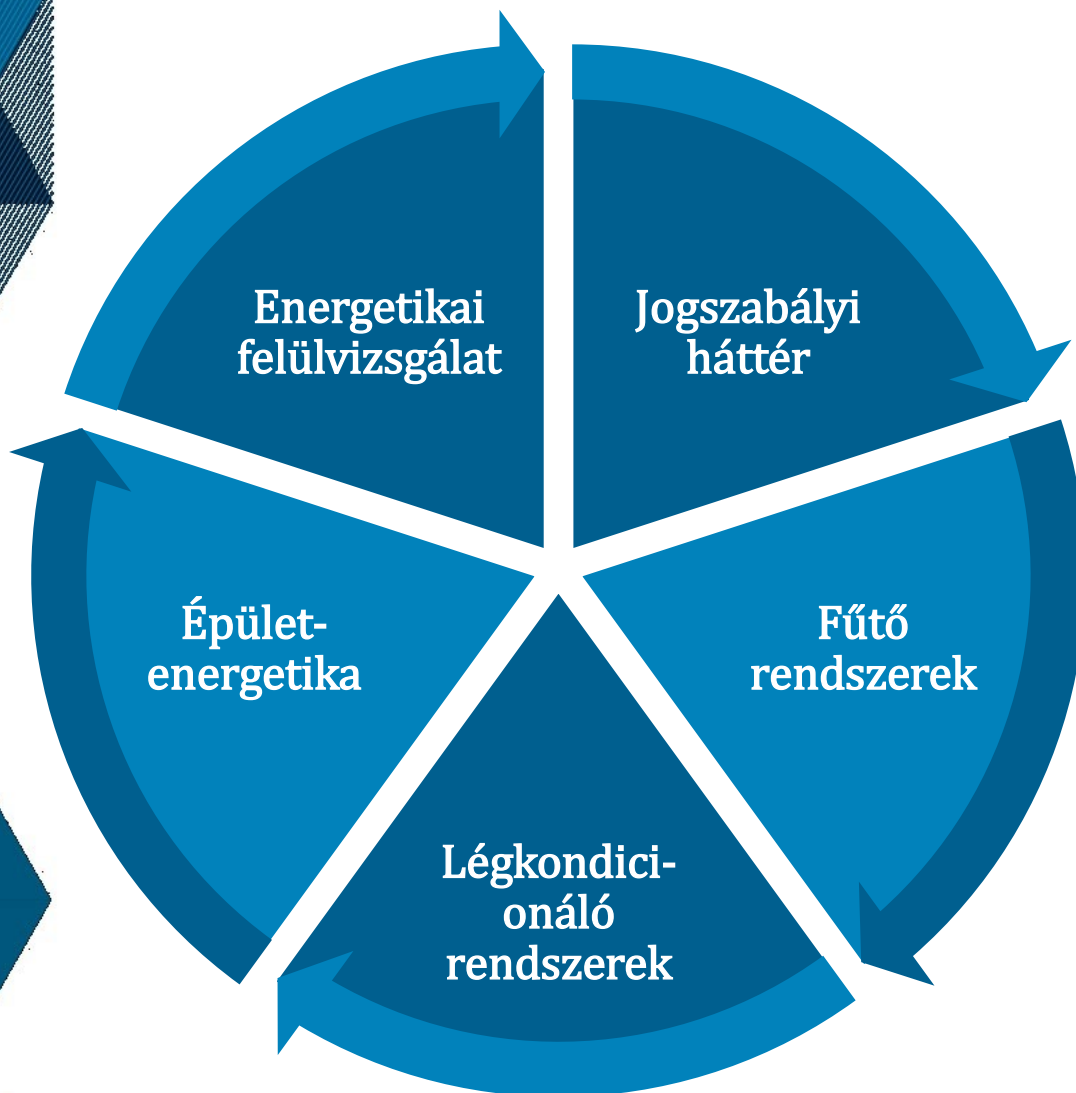 Energetikai
felülvizsgálat
Jogszabályi
háttér
Fűtő
rendszerek
Légkondici-
onáló
rendszerek
Épület-
energetika